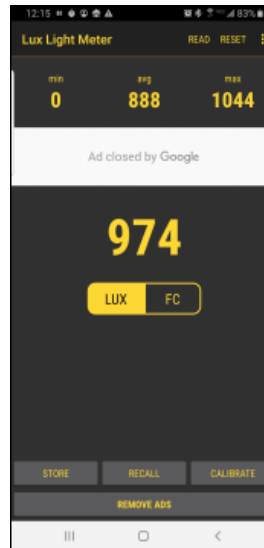 12:15 83%
Lux Light Meter READ RESET
min avg max
0 888 1044
Ad closed by Google
974
LUX FC
STORE RECALL CALIBRATE
REMOVE ADS